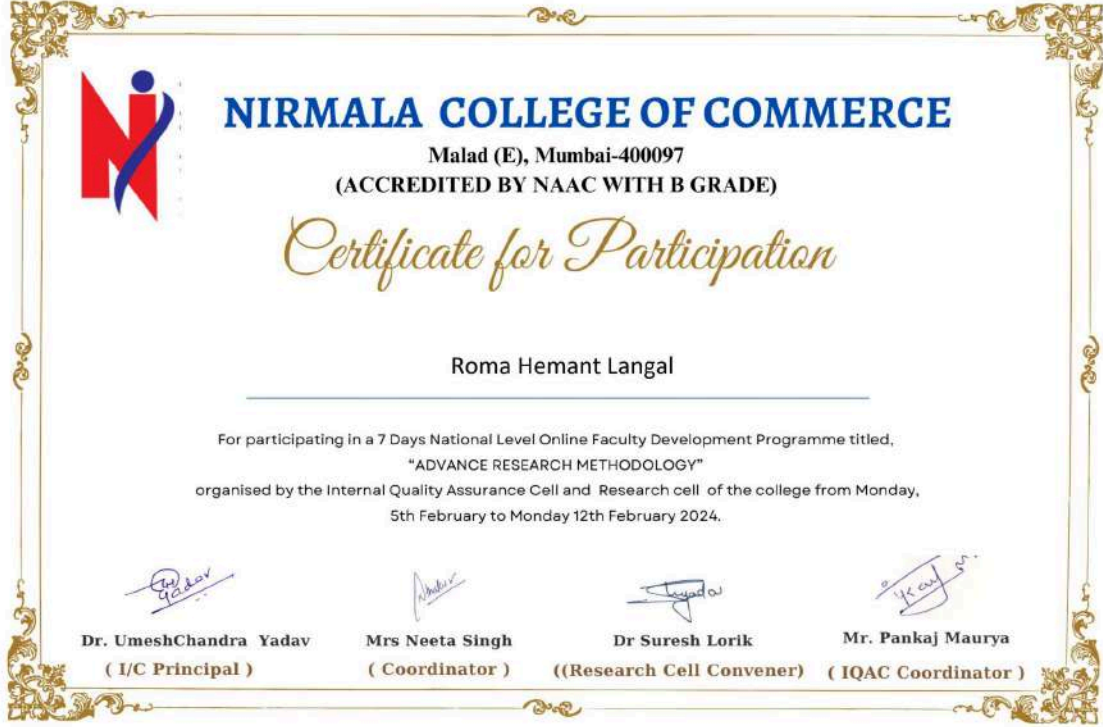 NIRMALA COLLEGE OF COMMERCE
Malad (E), Mumbai-400097
(ACCREDITED BY NAAC WITH B GRADE)
Certificate for Participation
Roma Hemant Langal
For participating in a 7 Days National Level Online Faculty Development Programme titled,
“ADVANCE RESEARCH METHODOLOGY”
organised by the Internal Quality Assurance Cell and Research cell of the college from Monday,
5th February to Monday 12th February 2024.
Dr. UmeshChandra Yadav
Mrs Neeta Singh
Dr Suresh Lorik
Mr. Pankaj Maurya
( I/C Principal )
( Coordinator )
((Research Cell Convener)
( IQAC Coordinator )